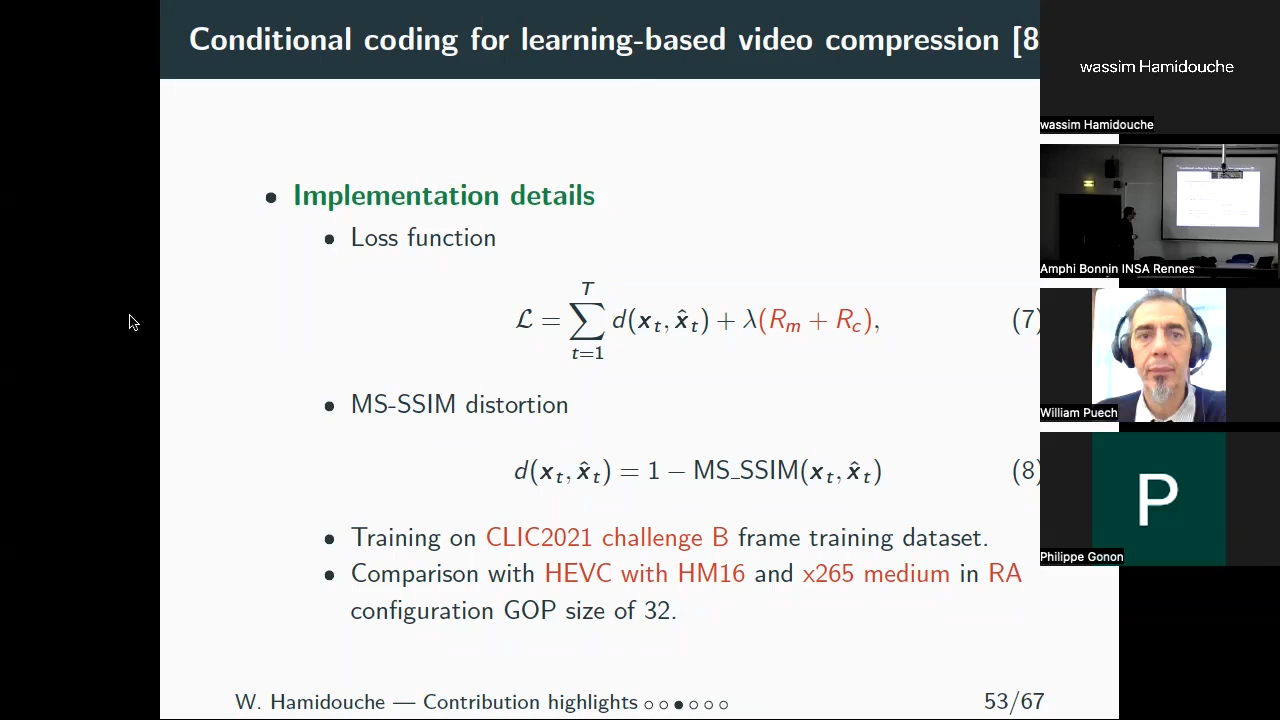 Conditional coding for learning-based video compression [8
• Implementation details
• Loss function
ℒ = ∑_{t=1}^{T} d(x_t, x̂_t) + λ(R_m + R_c), (7)
• MS-SSIM distortion
d(x_t, x̂_t) = 1 − MS_SSIM(x_t, x̂_t) (8)
• Training on CLIC2021 challenge B frame training dataset.
• Comparison with HEVC with HM16 and x265 medium in RA
configuration GOP size of 32.
W. Hamidouche — Contribution highlights 53/67
wassim Hamidouche
wassim Hamidouche
Amphi Bonnin INSA Rennes
William Puech
P
Philippe Gonon